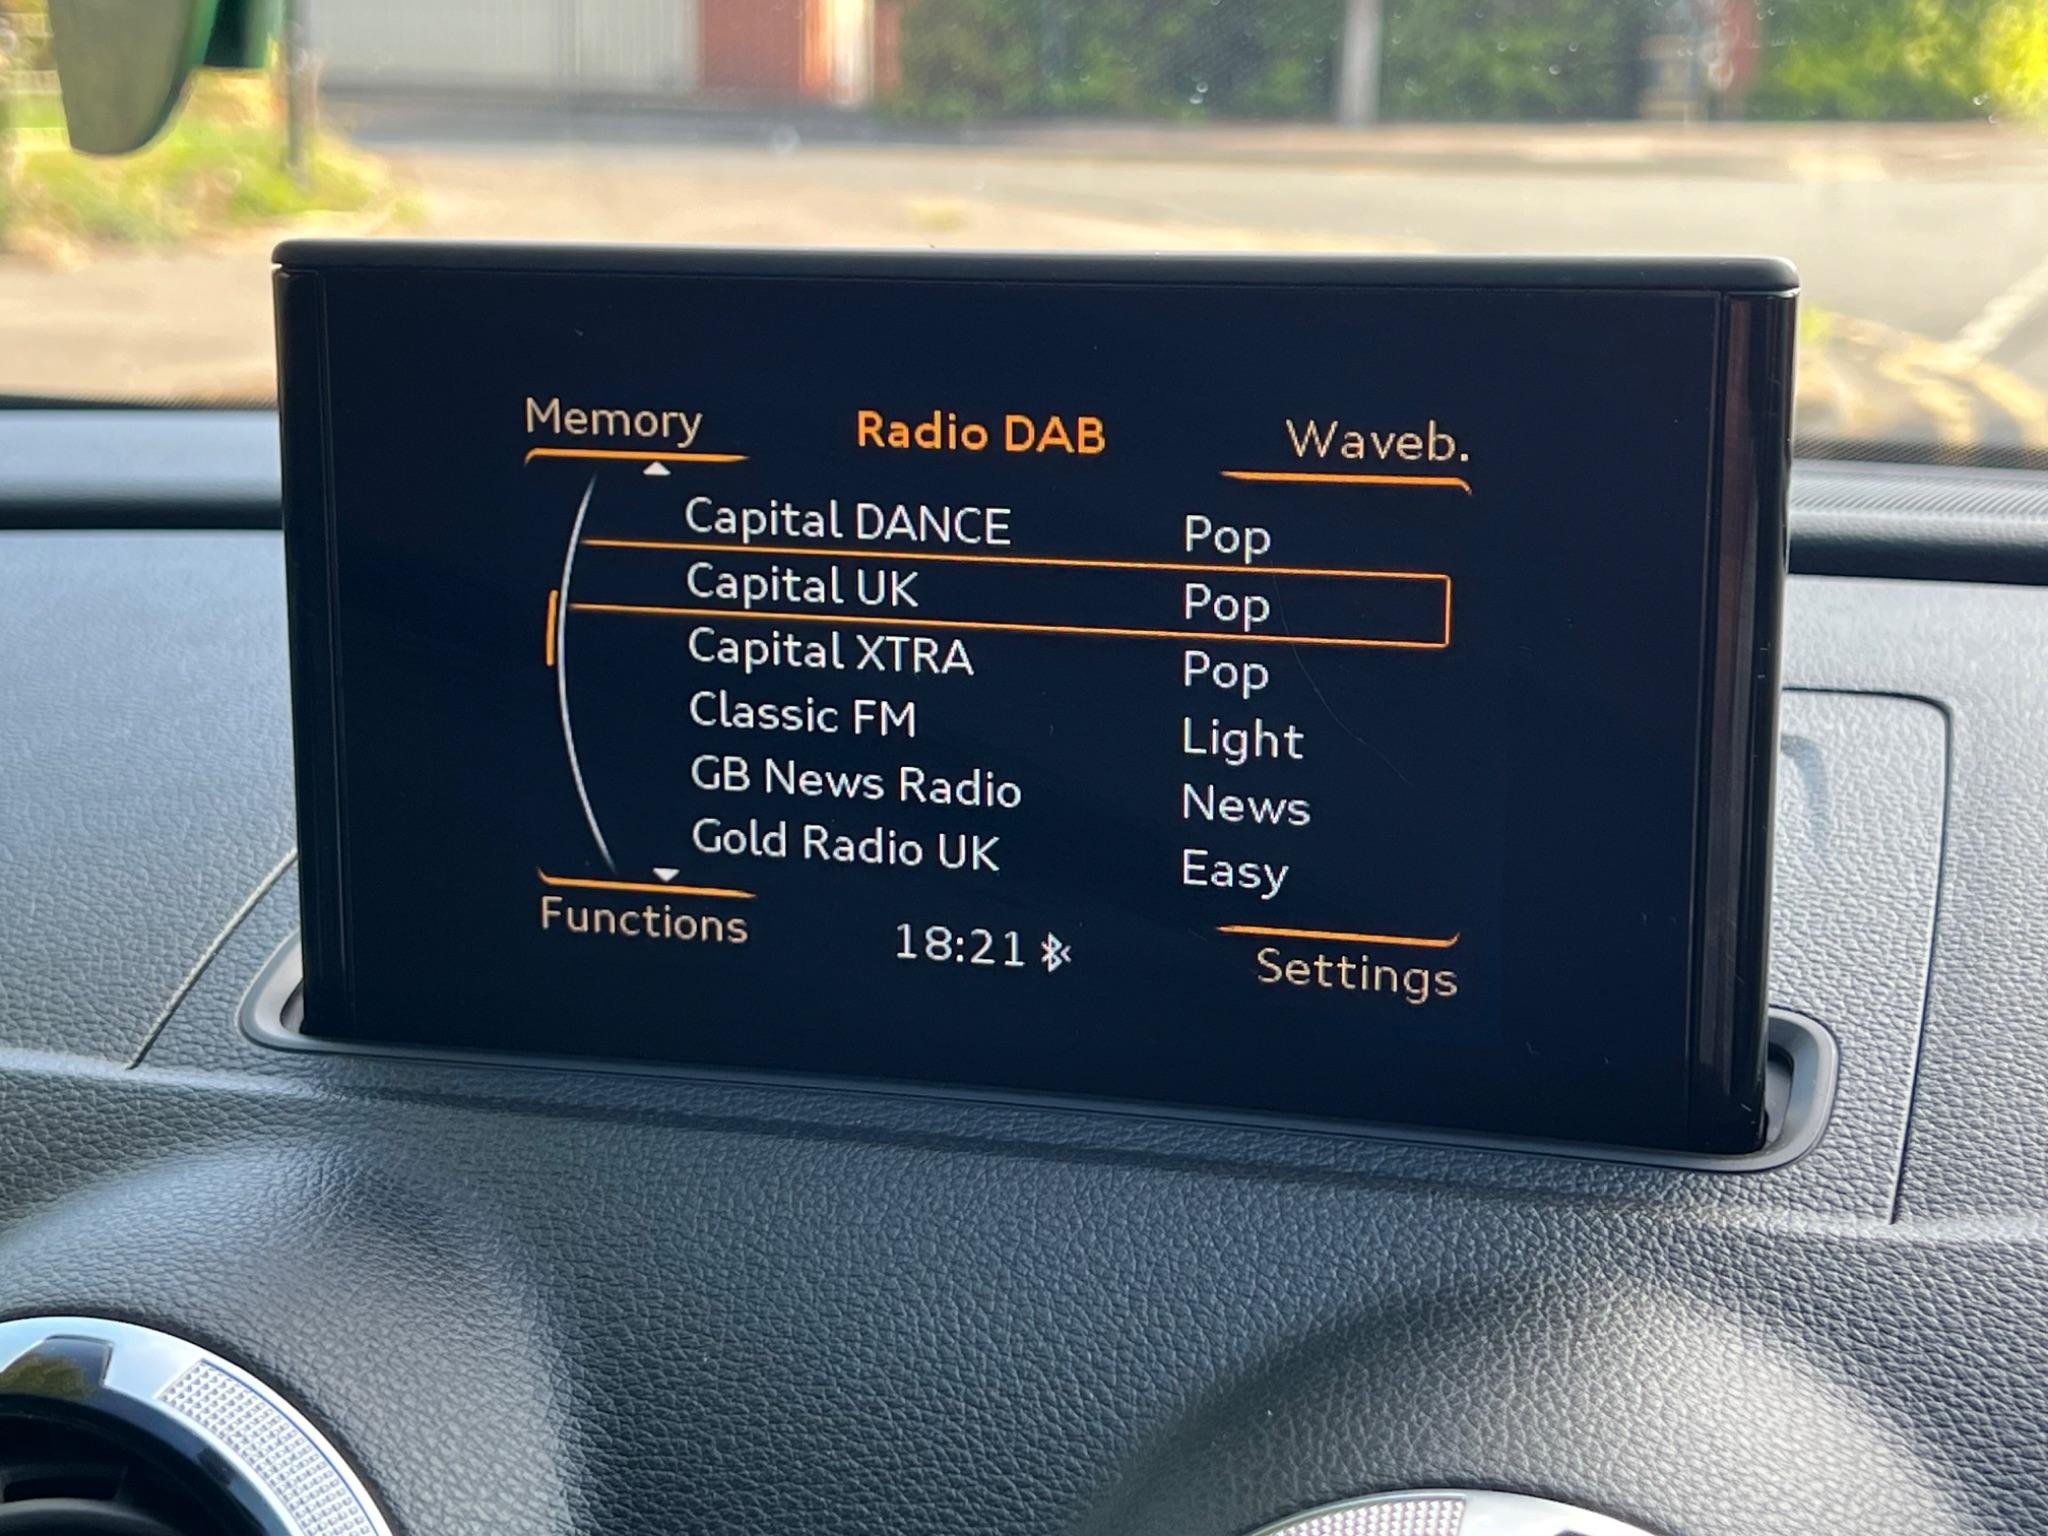 Memory Radio DAB Waveb.
Capital DANCE Pop
Capital UK Pop
Capital XTRA Pop
Classic FM Light
GB News Radio News
Gold Radio UK Easy
Functions 18:21 Settings